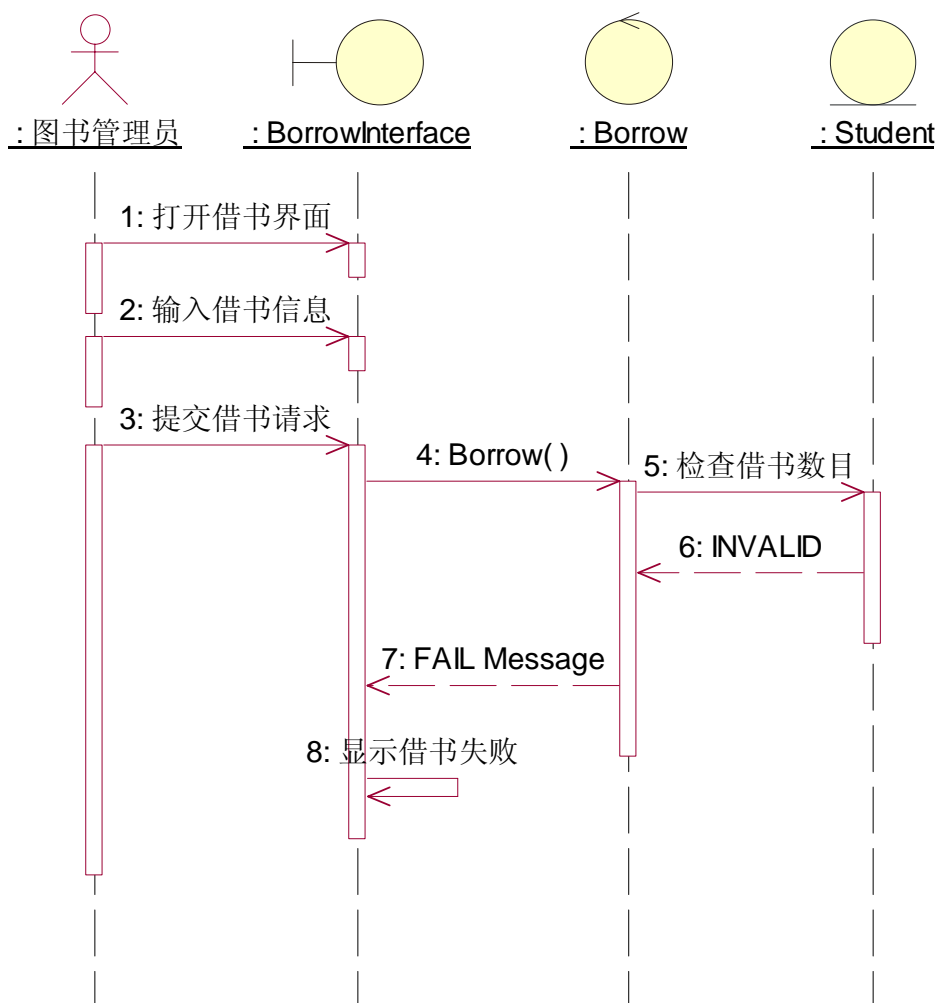 : 图书管理员
: BorrowInterface
: Borrow
: Student
1: 打开借书界面
2: 输入借书信息
3: 提交借书请求
4: Borrow( )
5: 检查借书数目
6: INVALID
7: FAIL Message
8: 显示借书失败